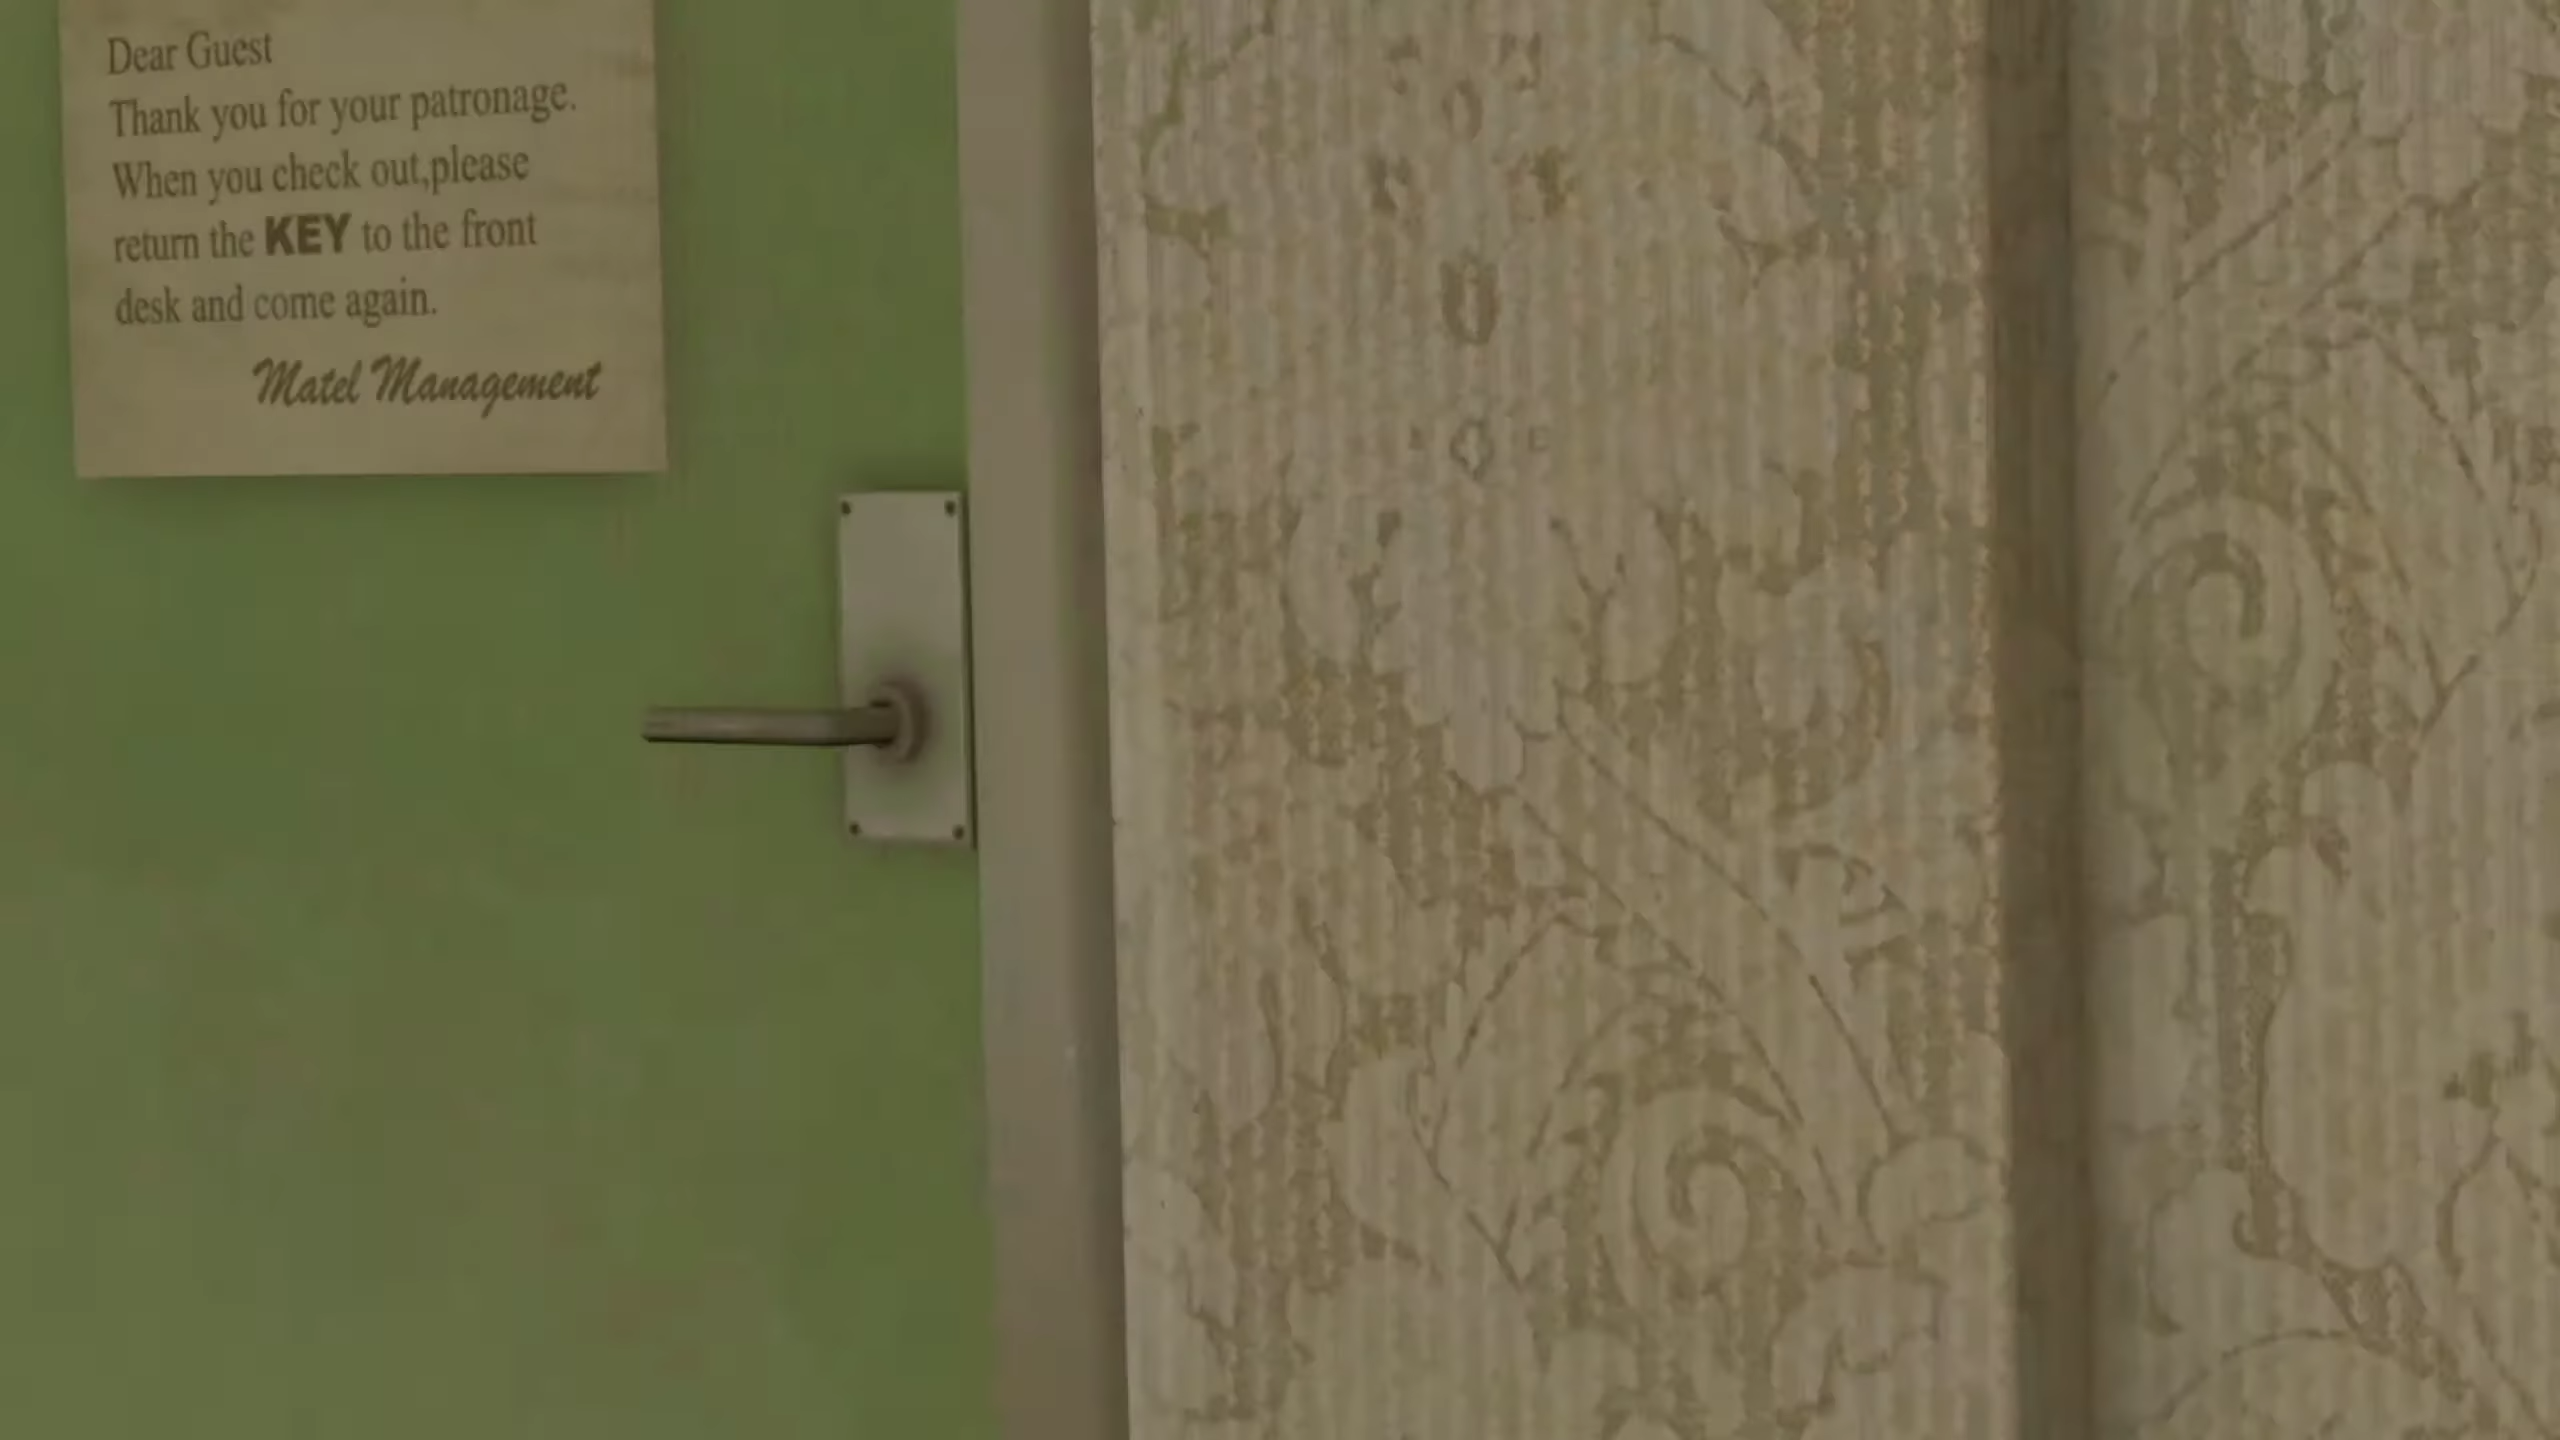 Dear Guest
Thank you for your patronage.
When you check out,please
return the KEY to the front
desk and come again.
Matel Management